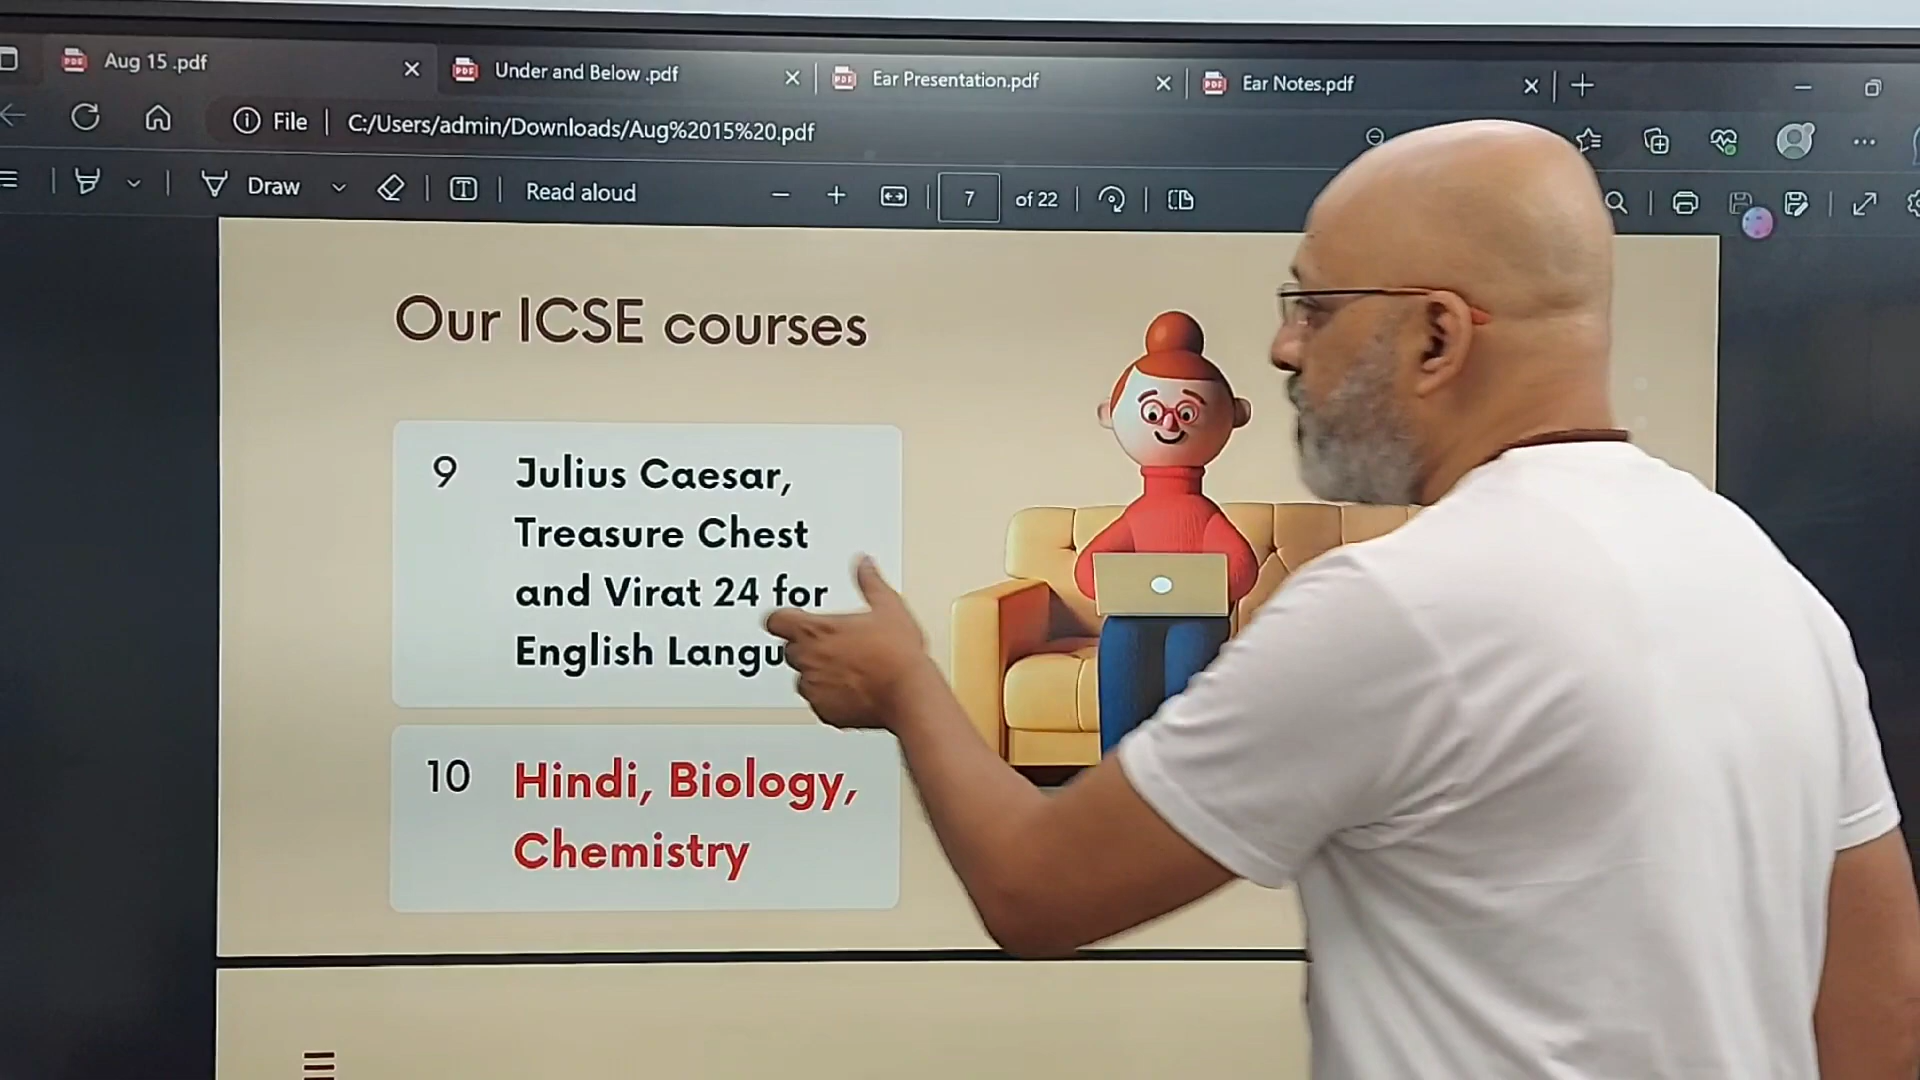 Aug 15 .pdf
Under and Below .pdf
Ear Presentation.pdf
Ear Notes.pdf
File
C:/Users/admin/Downloads/Aug%2015%20.pdf
Draw
Read aloud
7
of 22
Our ICSE courses
9
Julius Caesar,
Treasure Chest
and Virat 24 for
English
10
Hindi, Biology,
Chemistry